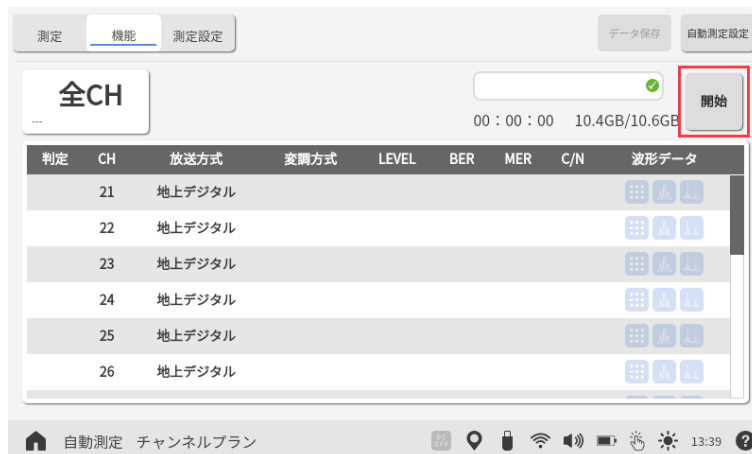 測定 機能 測定設定 データ保存 自動測定設定
全CH
---
開始
00：00：00 10.4GB/10.6GB
判定 CH 放送方式 変調方式 LEVEL BER MER C/N 波形データ
21 地上デジタル
22 地上デジタル
23 地上デジタル
24 地上デジタル
25 地上デジタル
26 地上デジタル
DC OFF
自動測定 チャンネルプラン 13:39 ?